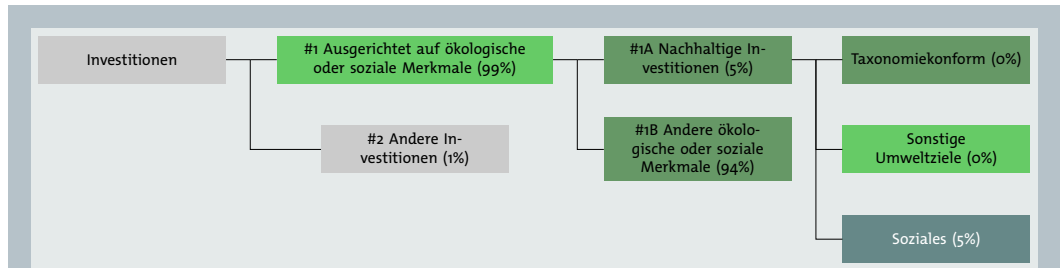 Investitionen
#1 Ausgerichtet auf ökologische
oder soziale Merkmale (99%)
#2 Andere In-
vestitionen (1%)
#1A Nachhaltige In-
vestitionen (5%)
#1B Andere ökolo-
gische oder soziale
Merkmale (94%)
Taxonomiekonform (0%)
Sonstige
Umweltziele (0%)
Soziales (5%)